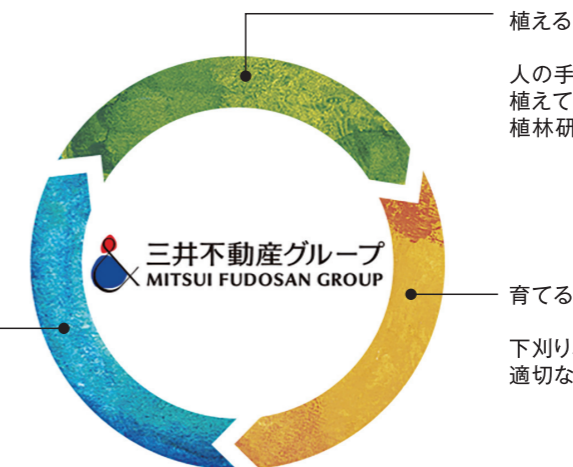 植える
人の手
植えて
植林研
三井不動産グループ
MITSUI FUDOSAN GROUP
育てる
下刈り
適切な